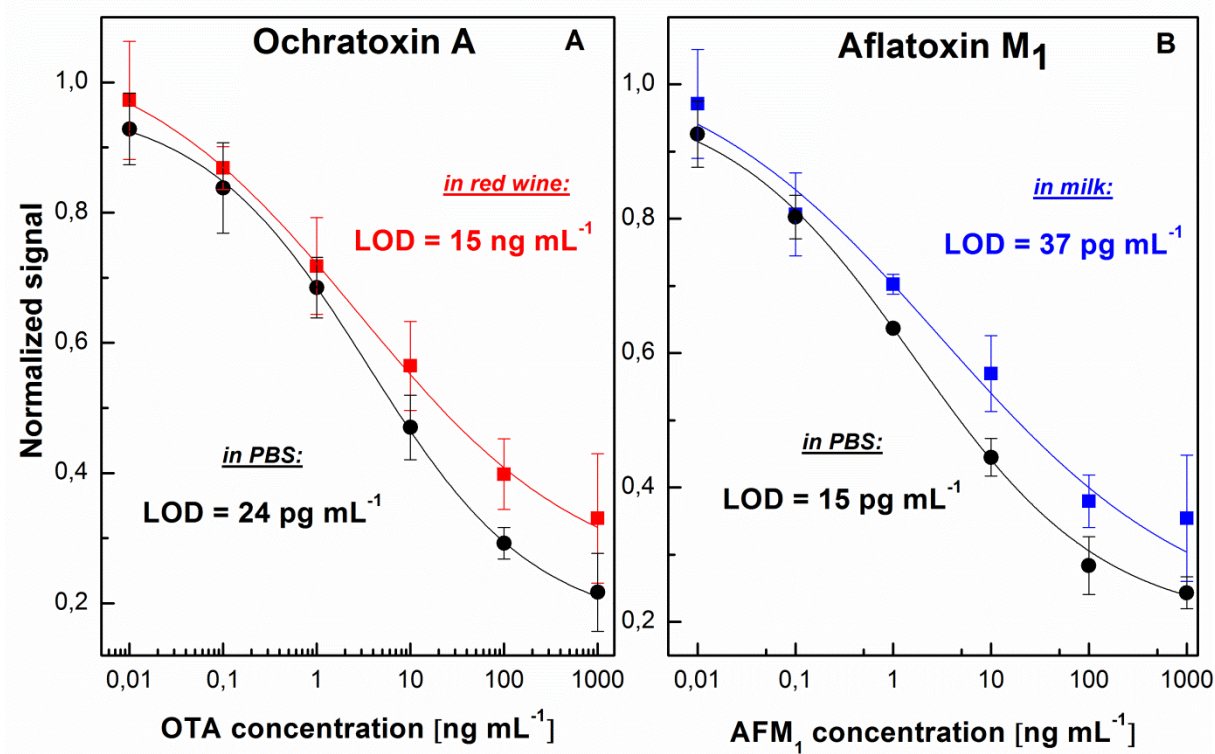 Ochratoxin A
A
Normalized signal
1,0
0,8
0,6
0,4
0,2
in red wine:
LOD = 15 ng mL⁻¹
in PBS:
LOD = 24 pg mL⁻¹
0,01 0,1 1 10 100 1000
OTA concentration [ng mL⁻¹]
Aflatoxin M₁
B
1,0
0,8
0,6
0,4
0,2
in milk:
LOD = 37 pg mL⁻¹
in PBS:
LOD = 15 pg mL⁻¹
0,01 0,1 1 10 100 1000
AFM₁ concentration [ng mL⁻¹]